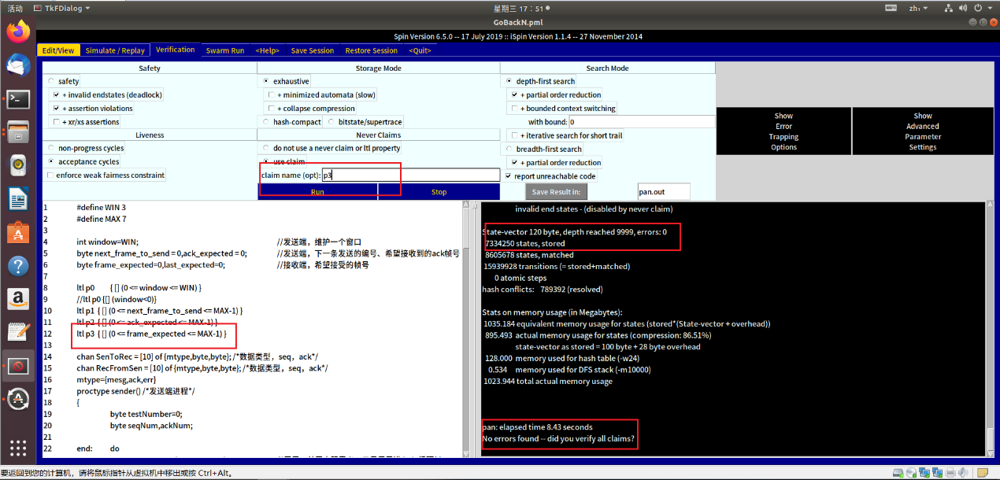 活动 TkFDialog 星期三 17：51 zh₁
GoBackN.pml
Spin Version 6.5.0 -- 17 July 2019 :: iSpin Version 1.1.4 -- 27 November 2014
Edit/View Simulate / Replay Verification Swarm Run <Help> Save Session Restore Session <Quit>
Safety Storage Mode Search Mode
safety exhaustive depth-first search
+ invalid endstates (deadlock) + minimized automata (slow) + partial order reduction
+ assertion violations + collapse compression + bounded context switching
+ xr/xs assertions hash-compact bitstate/supertrace with bound: 0
Liveness Never Claims + iterative search for short trail
non-progress cycles do not use a never claim or ltl property breadth-first search
acceptance cycles use claim + partial order reduction
enforce weak fairness constraint claim name (opt): p3 report unreachable code
Run Stop Save Result in: pan.out
Show
Error
Trapping
Options
Show
Advanced
Parameter
Settings
1 #define WIN 3
2 #define MAX 7
3
4 int window=WIN; //发送端，维护一个窗口
5 byte next_frame_to_send = 0,ack_expected = 0; //发送端，下一条发送的编号、希望接收到的ack帧号
6 byte frame_expected=0,last_expected=0; //接收端，希望接受的帧号
7
8 ltl p0 { [] (0 <= window <= WIN) }
9 //ltl p0 {[] (window<0)}
10 ltl p1 { [] (0 <= next_frame_to_send <= MAX-1) }
11 ltl p2 { [] (0 <= ack_expected <= MAX-1) }
12 ltl p3 { [] (0 <= frame_expected <= MAX-1) }
13
14 chan SenToRec = [10] of {mtype,byte,byte}; /*数据类型，seq，ack*/
15 chan RecFromSen = [10] of {mtype,byte,byte}; /*数据类型，seq，ack*/
16 mtype={mesg,ack,err}
17 proctype sender() /*发送端进程*/
18 {
19 byte testNumber=0;
20 byte seqNum,ackNum;
21
22 end: do
invalid end states - (disabled by never claim)
State-vector 120 byte, depth reached 9999, errors: 0
7334250 states, stored
8605678 states, matched
15939928 transitions (= stored+matched)
0 atomic steps
hash conflicts: 789392 (resolved)
Stats on memory usage (in Megabytes):
1035.184 equivalent memory usage for states (stored*(State-vector + overhead))
895.493 actual memory usage for states (compression: 86.51%)
state-vector as stored = 100 byte + 28 byte overhead
128.000 memory used for hash table (-w24)
0.534 memory used for DFS stack (-m10000)
1023.944 total actual memory usage
pan: elapsed time 8.43 seconds
No errors found -- did you verify all claims?
要返回到您的计算机，请将鼠标指针从虚拟机中移出或按 Ctrl+Alt。